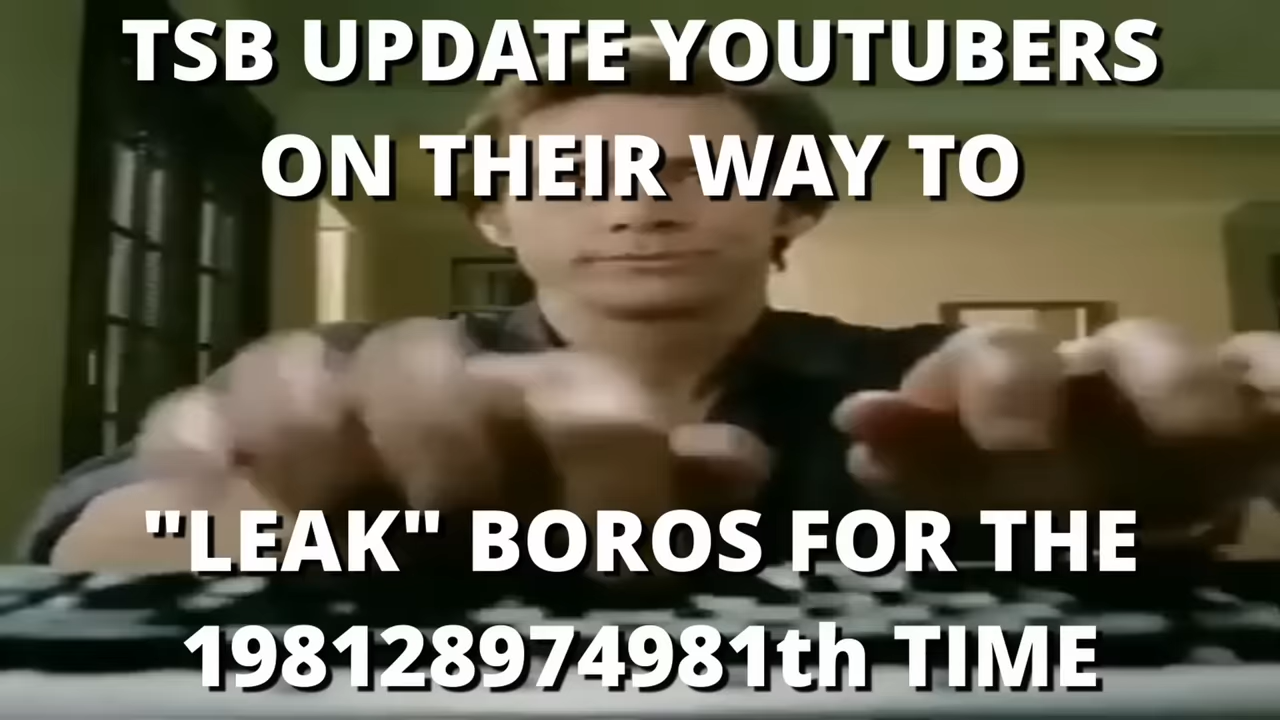 TSB UPDATE YOUTUBERS
ON THEIR WAY TO
"LEAK" BOROS FOR THE
198128974981th TIME